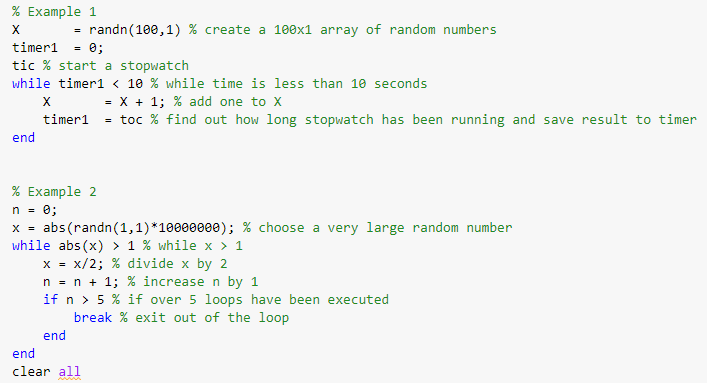 % Example 1
X       = randn(100,1) % create a 100x1 array of random numbers
timer1  = 0;
tic % start a stopwatch
while timer1 < 10 % while time is less than 10 seconds
    X       = X + 1; % add one to X
    timer1  = toc % find out how long stopwatch has been running and save result to timer
end
% Example 2
n = 0;
x = abs(randn(1,1)*10000000); % choose a very large random number
while abs(x) > 1 % while x > 1
    x = x/2; % divide x by 2
    n = n + 1; % increase n by 1
    if n > 5 % if over 5 loops have been executed
        break % exit out of the loop
    end
end
clear all